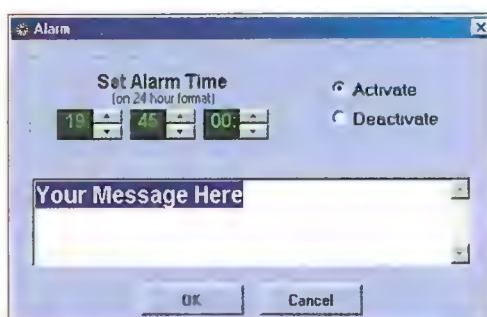 Alarm
Set Alarm Time
(on 24 hour format)
19: 45 00:
Activate
Deactivate
Your Message Here
OK Cancel